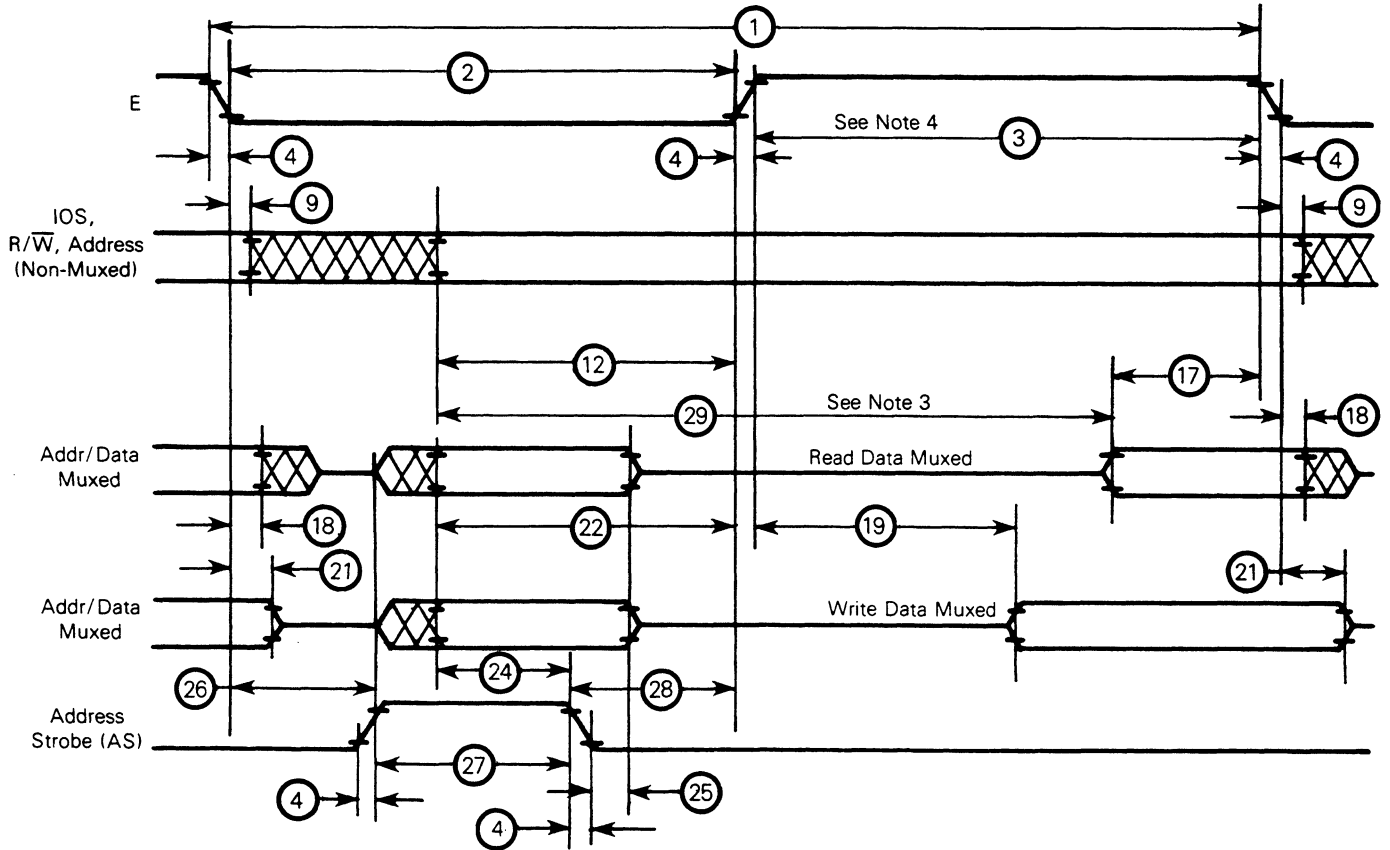 1
2
E
See Note 4
3
4
4
4
9
9
IOS,
R/W̅, Address
(Non-Muxed)
12
17
29
See Note 3
18
Addr/Data
Muxed
Read Data Muxed
18
22
19
21
21
Addr/Data
Muxed
Write Data Muxed
24
26
28
Address
Strobe (AS)
27
4
25
4